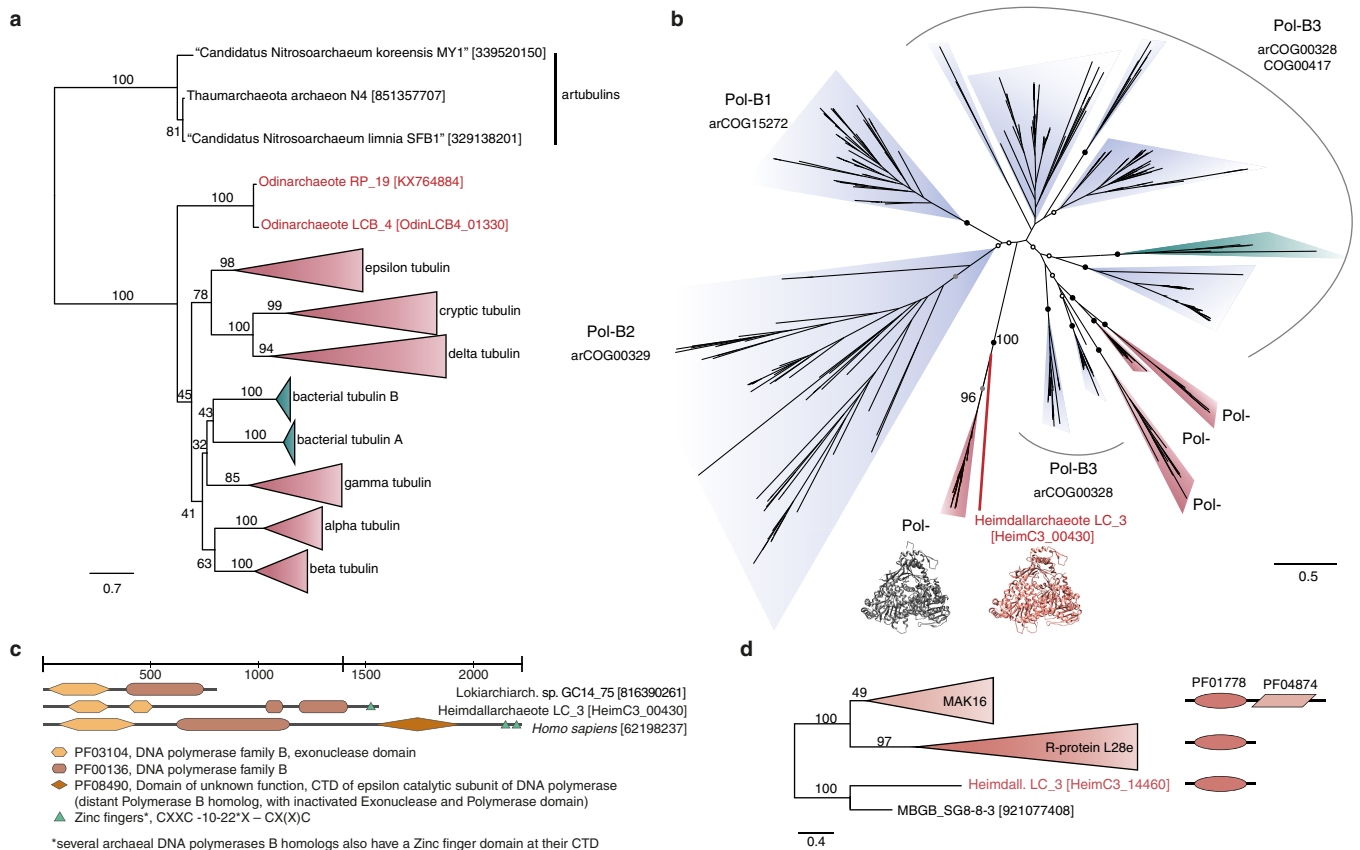 a
100
"Candidatus Nitrosoarchaeum koreensis MY1" [339520150]
Thaumarchaeota archaeon N4 [851357707]
81
"Candidatus Nitrosoarchaeum limnia SFB1" [329138201]
artubulins
Odinarchaeote RP_19 [KX764884]
100
Odinarchaeote LCB_4 [OdinLCB4_01330]
98
epsilon tubulin
100
78
99
cryptic tubulin
100
94
delta tubulin
45
100
bacterial tubulin B
43
100
bacterial tubulin A
32
85
gamma tubulin
41
100
alpha tubulin
63
100
beta tubulin
0.7
b
Pol-B3
arCOG00328
COG00417
Pol-B1
arCOG15272
Pol-B2
arCOG00329
100
96
Pol-
Pol-
Pol-
Pol-B3
arCOG00328
Pol-
Heimdallarchaeote LC_3
[HeimC3_00430]
0.5
c
500
1000
1500
2000
Lokiarchiarch. sp. GC14_75 [816390261]
Heimdallarchaeote LC_3 [HeimC3_00430]
Homo sapiens [62198237]
PF03104, DNA polymerase family B, exonuclease domain
PF00136, DNA polymerase family B
PF08490, Domain of unknown function, CTD of epsilon catalytic subunit of DNA polymerase
(distant Polymerase B homolog, with inactivated Exonuclease and Polymerase domain)
Zinc fingers*, CXXC -10-22*X – CX(X)C
*several archaeal DNA polymerases B homologs also have a Zinc finger domain at their CTD
d
49
MAK16
PF01778
PF04874
100
97
R-protein L28e
Heimdall. LC_3 [HeimC3_14460]
100
MBGB_SG8-8-3 [921077408]
0.4